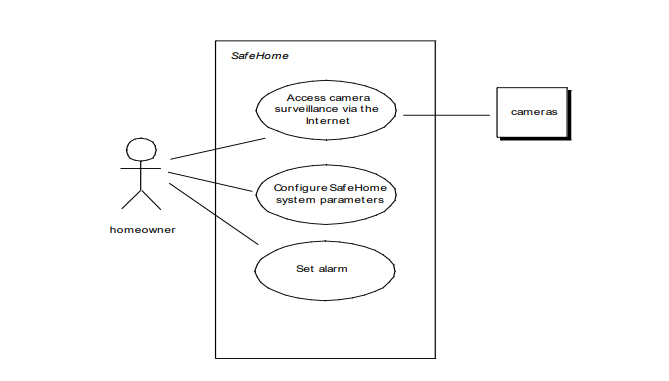 SafeHome
Access camera
surveillance via the
Internet
cameras
Configure SafeHome
system parameters
homeowner
Set alarm